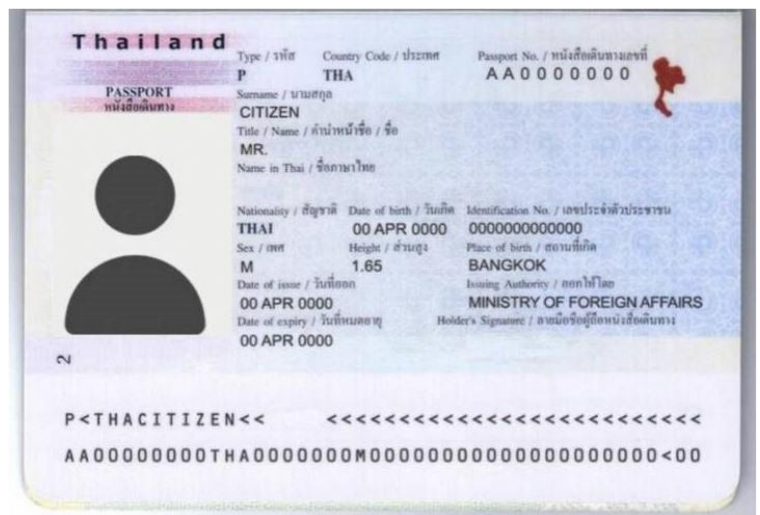 Thailand
PASSPORT
หนังสือเดินทาง
Type / รหัส Country Code / ประเทศ Passport No. / หนังสือเดินทางเลขที่
P THA AA0000000
Surname / นามสกุล
CITIZEN
Title / Name / คำนำหน้าชื่อ / ชื่อ
MR.
Name in Thai / ชื่อภาษาไทย
Nationality / สัญชาติ Date of birth / วันเกิด Identification No. / เลขประจำตัวประชาชน
THAI 00 APR 0000 0000000000000
Sex / เพศ Height / ส่วนสูง Place of birth / สถานที่เกิด
M 1.65 BANGKOK
Date of issue / วันที่ออก Issuing Authority / ออกให้โดย
00 APR 0000 MINISTRY OF FOREIGN AFFAIRS
Date of expiry / วันที่หมดอายุ Holder's Signature / ลายมือชื่อผู้ถือหนังสือเดินทาง
00 APR 0000
2
P<THACITIZEN<< <<<<<<<<<<<<<<<<<<<<<<<<<<
AA00000000THA0000000M00000000000000000000000<00